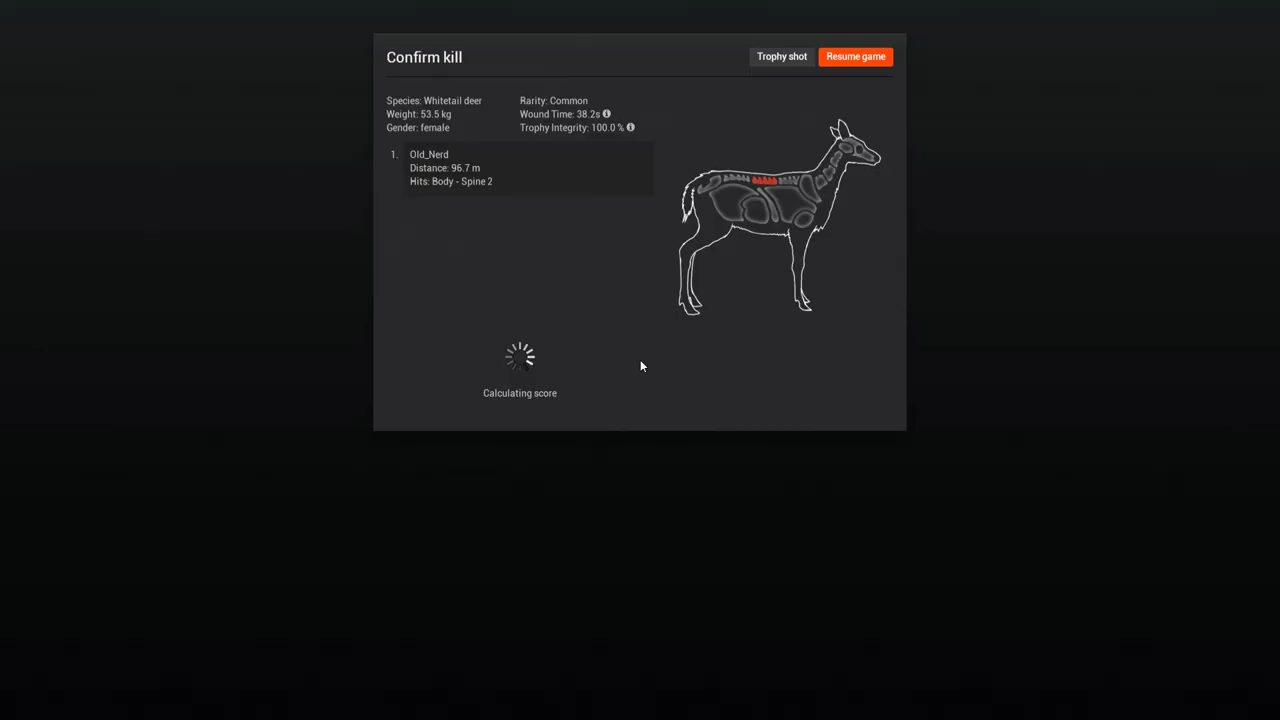 Confirm kill
Trophy shot
Resume game
Species: Whitetail deer
Weight: 53.5 kg
Gender: female
Rarity: Common
Wound Time: 38.2s
Trophy Integrity: 100.0 %
1.
Old_Nerd
Distance: 96.7 m
Hits: Body - Spine 2
Calculating score